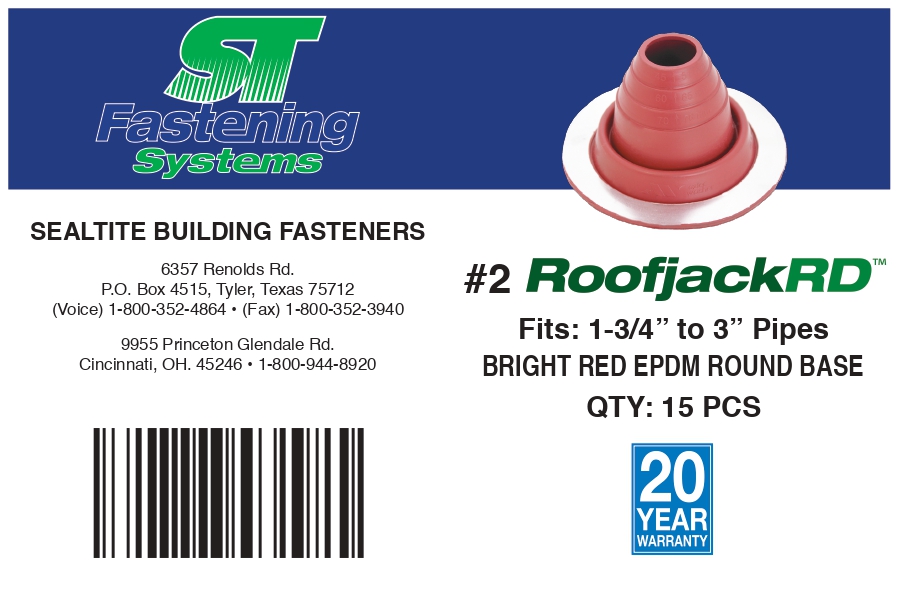 ST
Fastening
Systems
SEALTITE BUILDING FASTENERS
6357 Renolds Rd.
P.O. Box 4515, Tyler, Texas 75712
(Voice) 1-800-352-4864 • (Fax) 1-800-352-3940
9955 Princeton Glendale Rd.
Cincinnati, OH. 45246 • 1-800-944-8920
#2 RoofjackRD™
Fits: 1-3/4” to 3” Pipes
BRIGHT RED EPDM ROUND BASE
QTY: 15 PCS
20
YEAR
WARRANTY